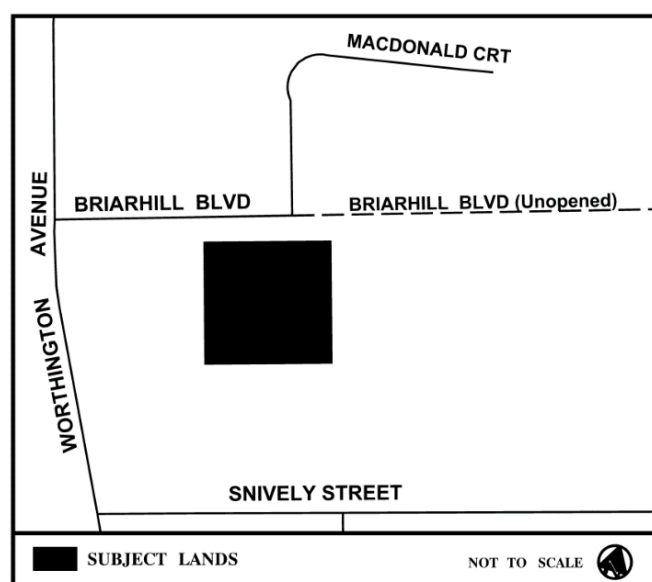 MACDONALD CRT
BRIARHILL BLVD
BRIARHILL BLVD (Unopened)
WORTHINGTON AVENUE
SNIVELY STREET
SUBJECT LANDS
NOT TO SCALE